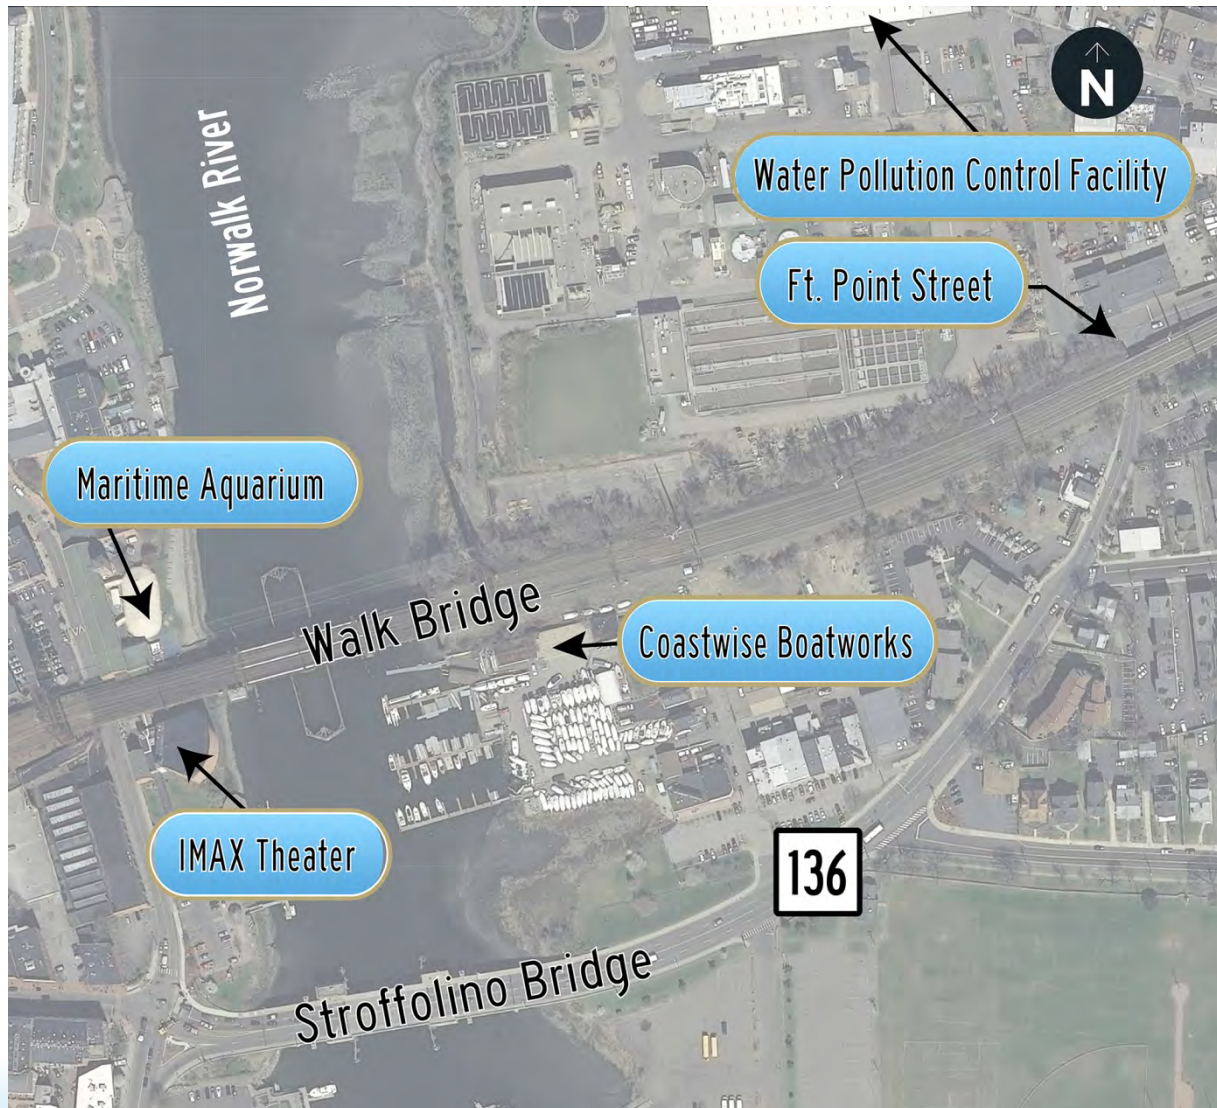 N
Norwalk River
Water Pollution Control Facility
Ft. Point Street
Maritime Aquarium
Walk Bridge
Coastwise Boatworks
IMAX Theater
136
Stroffolino Bridge